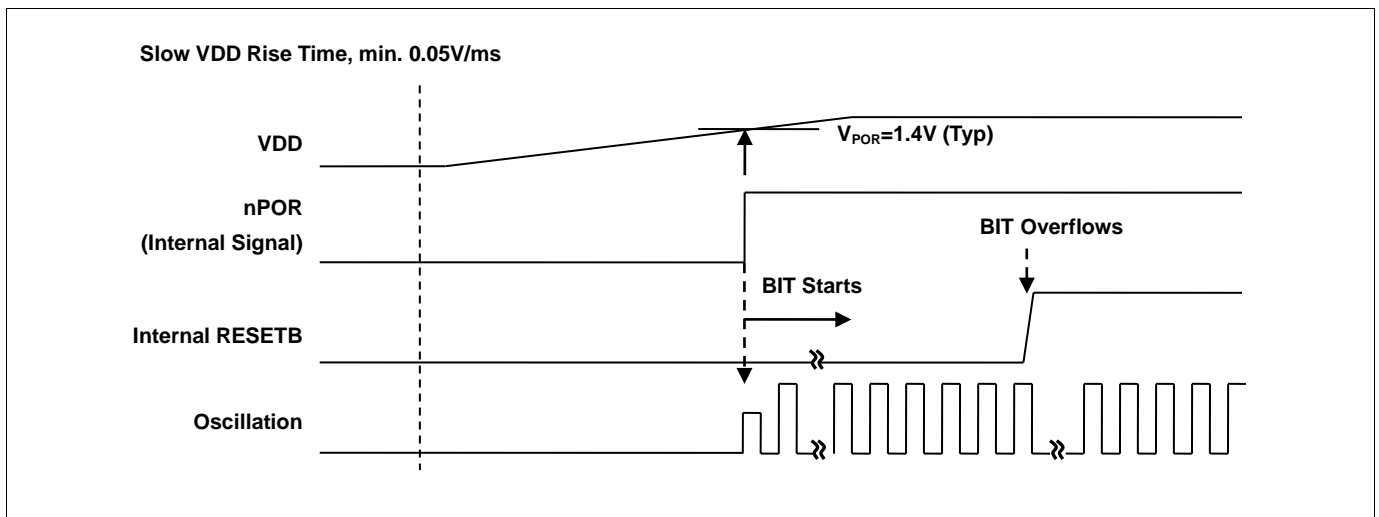 Slow VDD Rise Time, min. 0.05V/ms
VDD
V_POR=1.4V (Typ)
nPOR
(Internal Signal)
BIT Overflows
BIT Starts
Internal RESETB
Oscillation